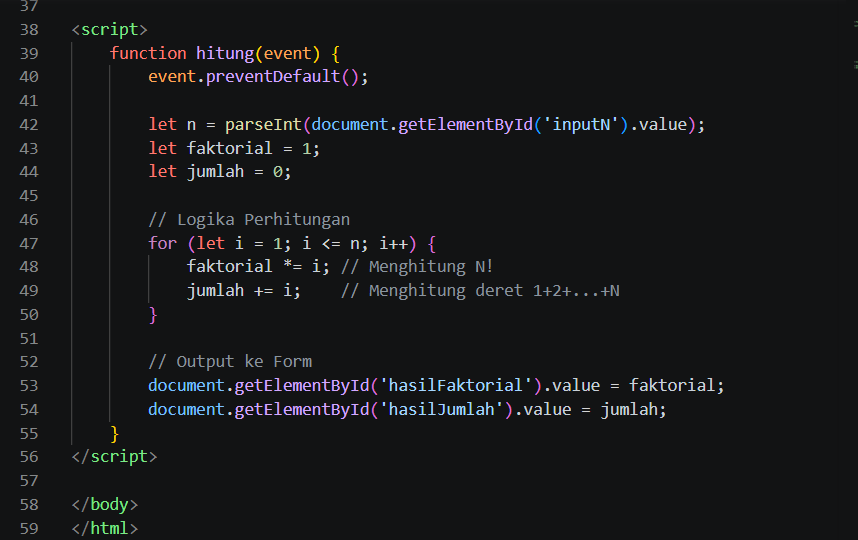 37
38 <script>
39 function hitung(event) {
40 event.preventDefault();
41
42 let n = parseInt(document.getElementById('inputN').value);
43 let faktorial = 1;
44 let jumlah = 0;
45
46 // Logika Perhitungan
47 for (let i = 1; i <= n; i++) {
48 faktorial *= i; // Menghitung N!
49 jumlah += i;    // Menghitung deret 1+2+...+N
50 }
51
52 // Output ke Form
53 document.getElementById('hasilFaktorial').value = faktorial;
54 document.getElementById('hasilJumlah').value = jumlah;
55 }
56 </script>
57
58 </body>
59 </html>